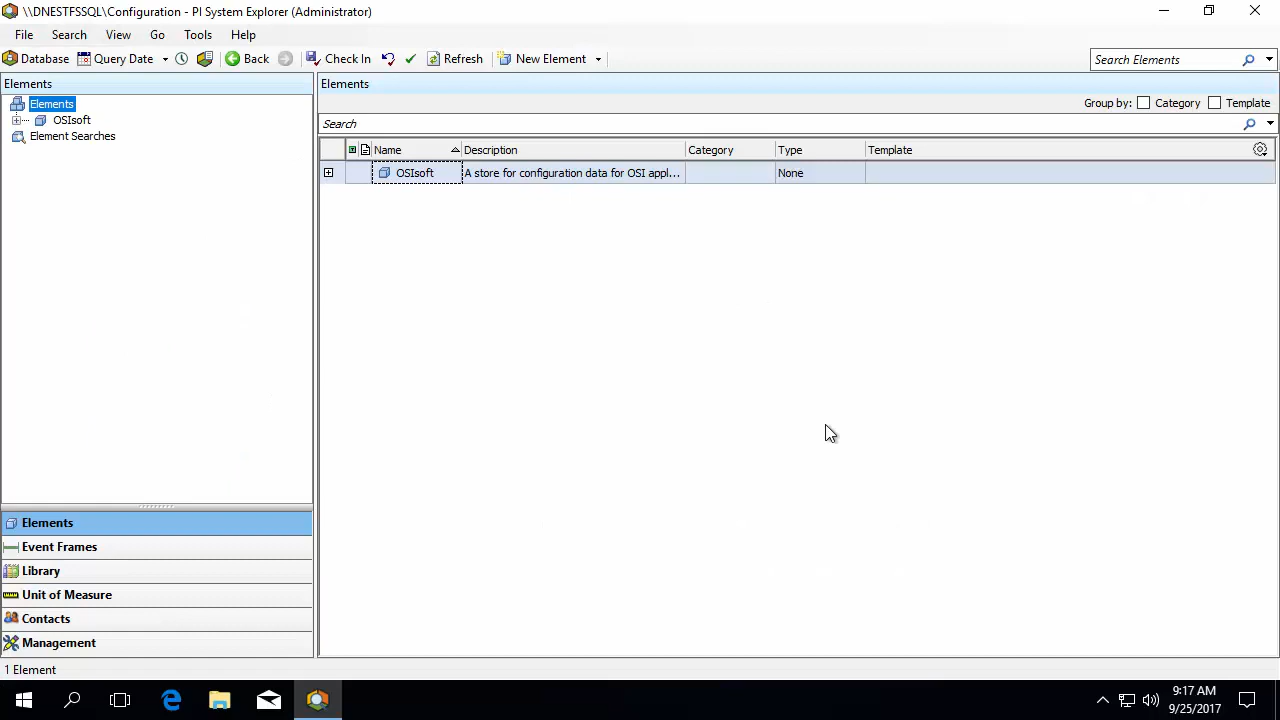 \\DNESTFSSQL\Configuration - PI System Explorer (Administrator)
File Search View Go Tools Help
Database Query Date Back Check In Refresh New Element Search Elements
Elements Elements
Group by: Category Template
Elements
OSIsoft
Element Searches
Search
Name Description Category Type Template
OSIsoft A store for configuration data for OSI appl... None
Elements
Event Frames
Library
Unit of Measure
Contacts
Management
1 Element
9:17 AM
9/25/2017